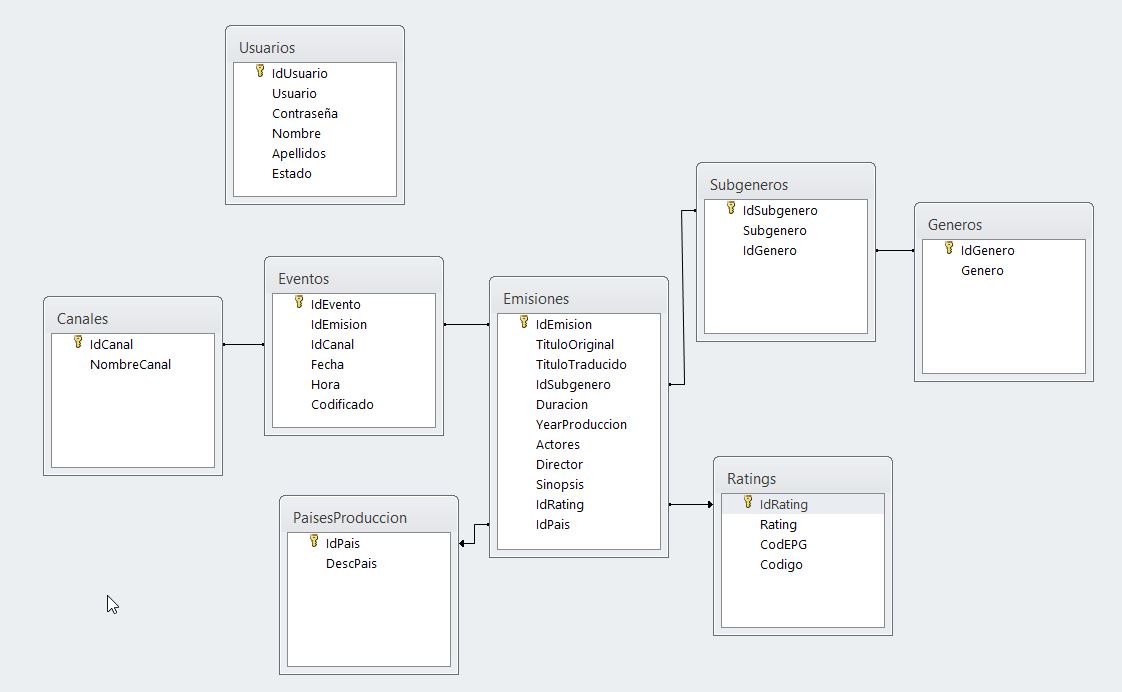 Usuarios
IdUsuario
Usuario
Contraseña
Nombre
Apellidos
Estado
Subgeneros
IdSubgenero
Subgenero
IdGenero
Generos
IdGenero
Genero
Eventos
IdEvento
IdEmision
IdCanal
Fecha
Hora
Codificado
Emisiones
IdEmision
TituloOriginal
TituloTraducido
IdSubgenero
Duracion
YearProduccion
Actores
Director
Sinopsis
IdRating
IdPais
Canales
IdCanal
NombreCanal
Ratings
IdRating
Rating
CodEPG
Codigo
PaisesProduccion
IdPais
DescPais